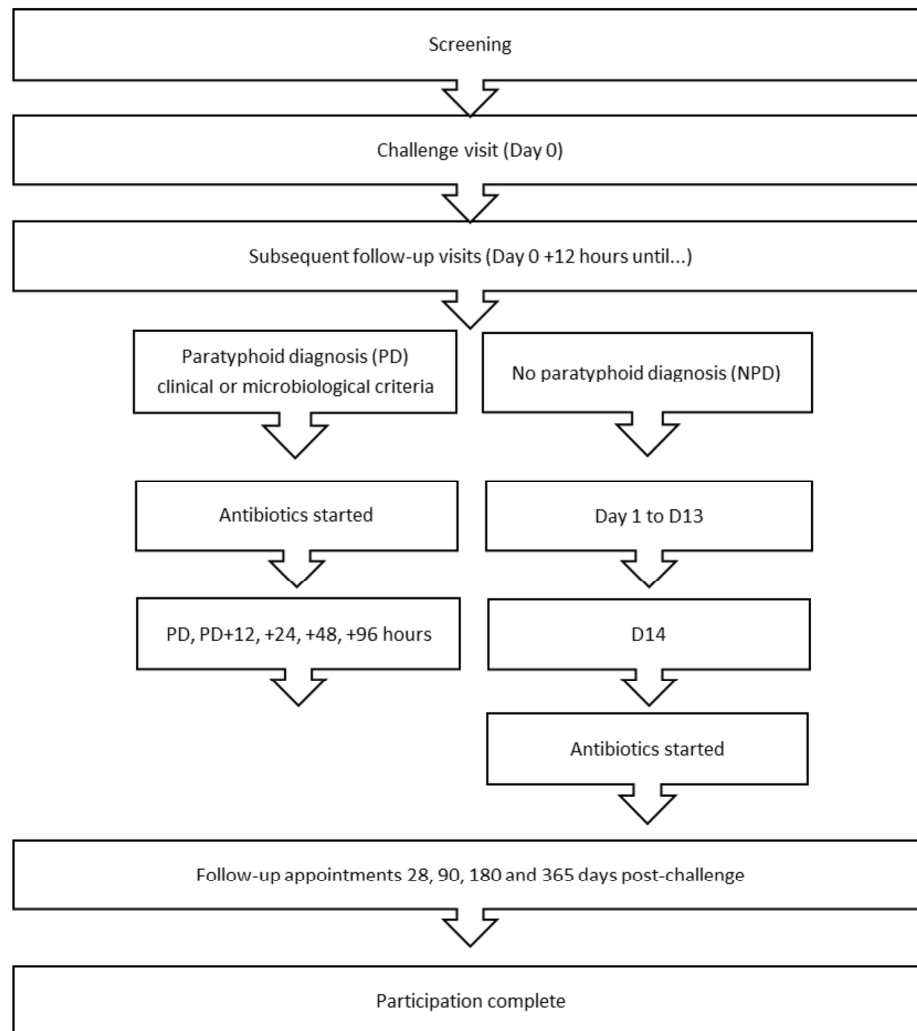 Screening
Challenge visit (Day 0)
Subsequent follow-up visits (Day 0 +12 hours until...)
Paratyphoid diagnosis (PD)
clinical or microbiological criteria
No paratyphoid diagnosis (NPD)
Antibiotics started
Day 1 to D13
PD, PD+12, +24, +48, +96 hours
D14
Antibiotics started
Follow-up appointments 28, 90, 180 and 365 days post-challenge
Participation complete